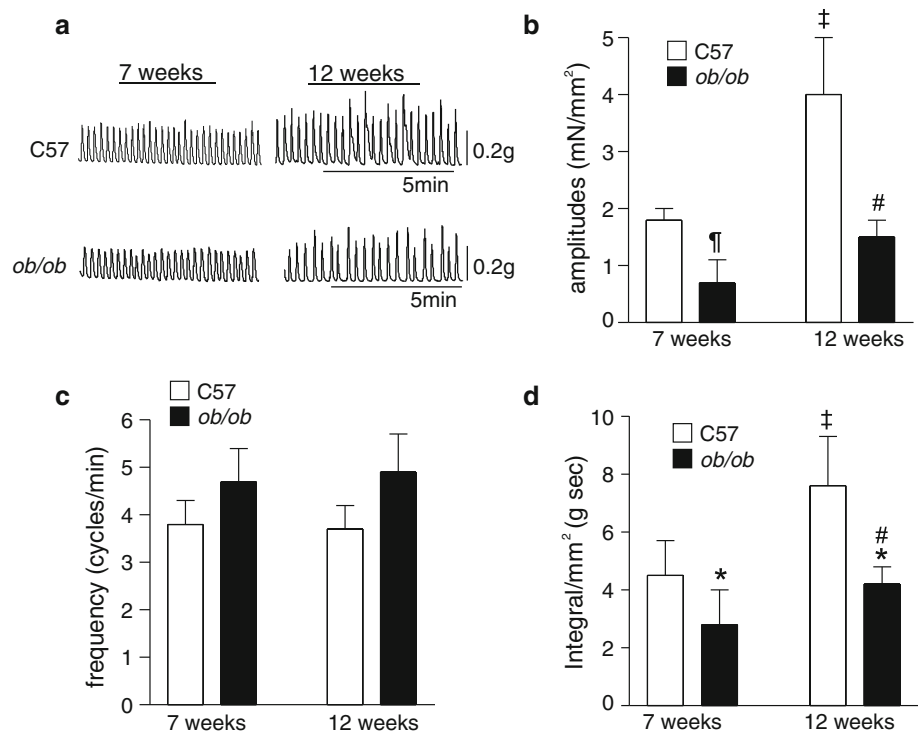 a
7 weeks
12 weeks
C57
0.2g
5min
ob/ob
0.2g
5min
b
C57
ob/ob
amplitudes (mN/mm²)
5
4
2
1
0
‡
¶
#
7 weeks
12 weeks
c
C57
ob/ob
frequency (cycles/min)
6
5
4
3
2
1
0
7 weeks
12 weeks
d
C57
ob/ob
Integral/mm² (g sec)
10
8
6
4
2
0
*
‡
#
*
7 weeks
12 weeks